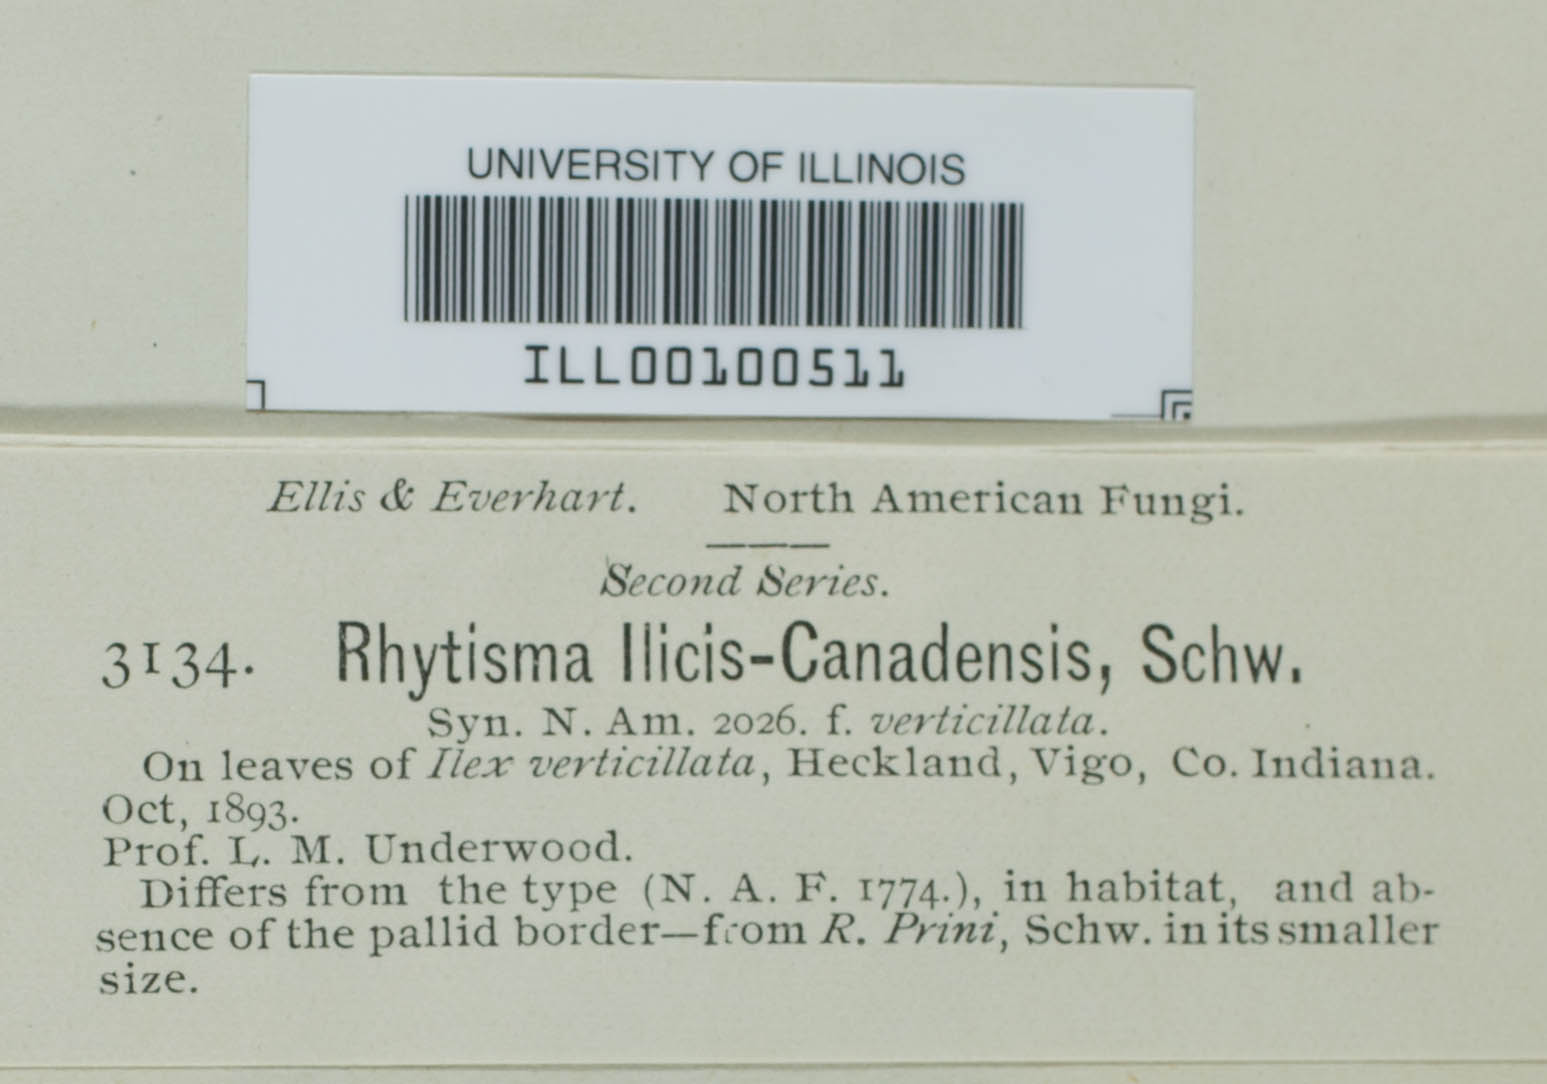 UNIVERSITY OF ILLINOIS
ILL00100511
Ellis & Everhart. North American Fungi.
Second Series.
3134. Rhytisma Ilicis-Canadensis, Schw.
Syn. N. Am. 2026. f. verticillata.
On leaves of Ilex verticillata, Heckland, Vigo, Co. Indiana.
Oct, 1893.
Prof. L. M. Underwood.
Differs from the type (N. A. F. 1774.), in habitat, and ab-
sence of the pallid border—from R. Prini, Schw. in its smaller
size.